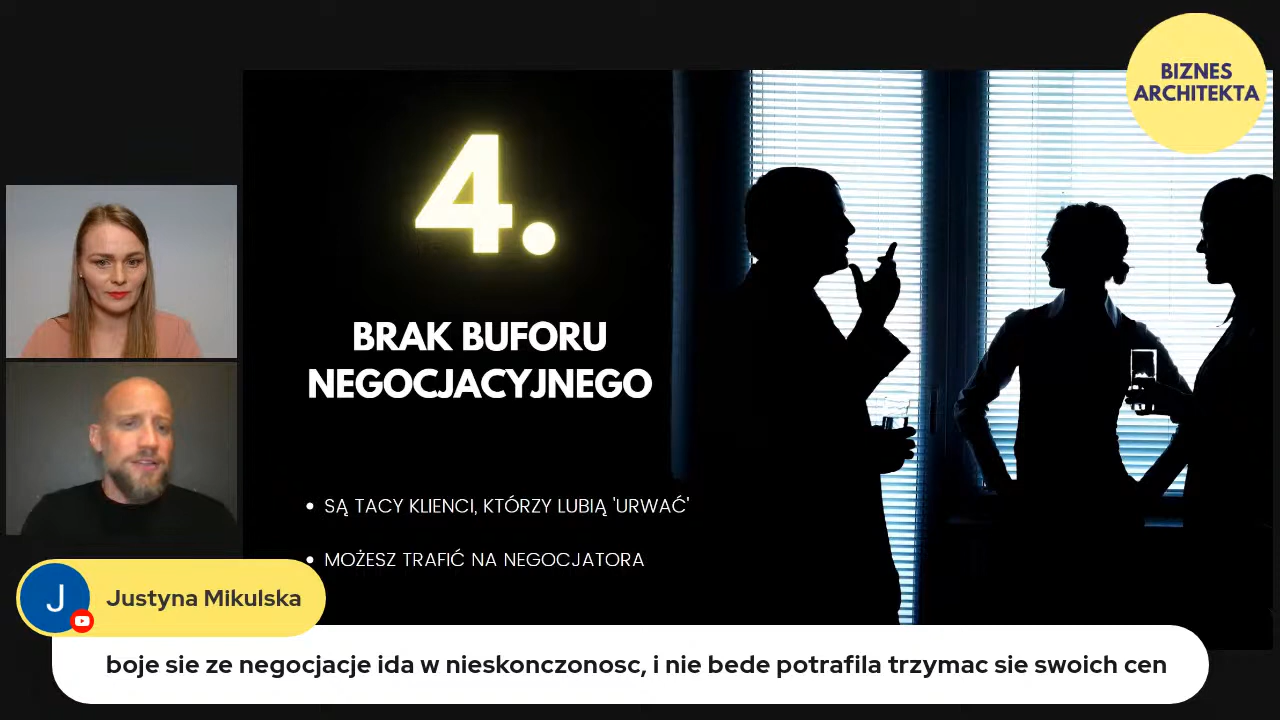 BIZNES
ARCHITEKTA
4.
BRAK BUFORU
NEGOCJACYJNEGO
• SĄ TACY KLIENCI, KTÓRZY LUBIĄ 'URWAĆ'
• MOŻESZ TRAFIĆ NA NEGOCJATORA
J
Justyna Mikulska
boje sie ze negocjacje ida w nieskonczonosc, i nie bede potrafila trzymac sie swoich cen